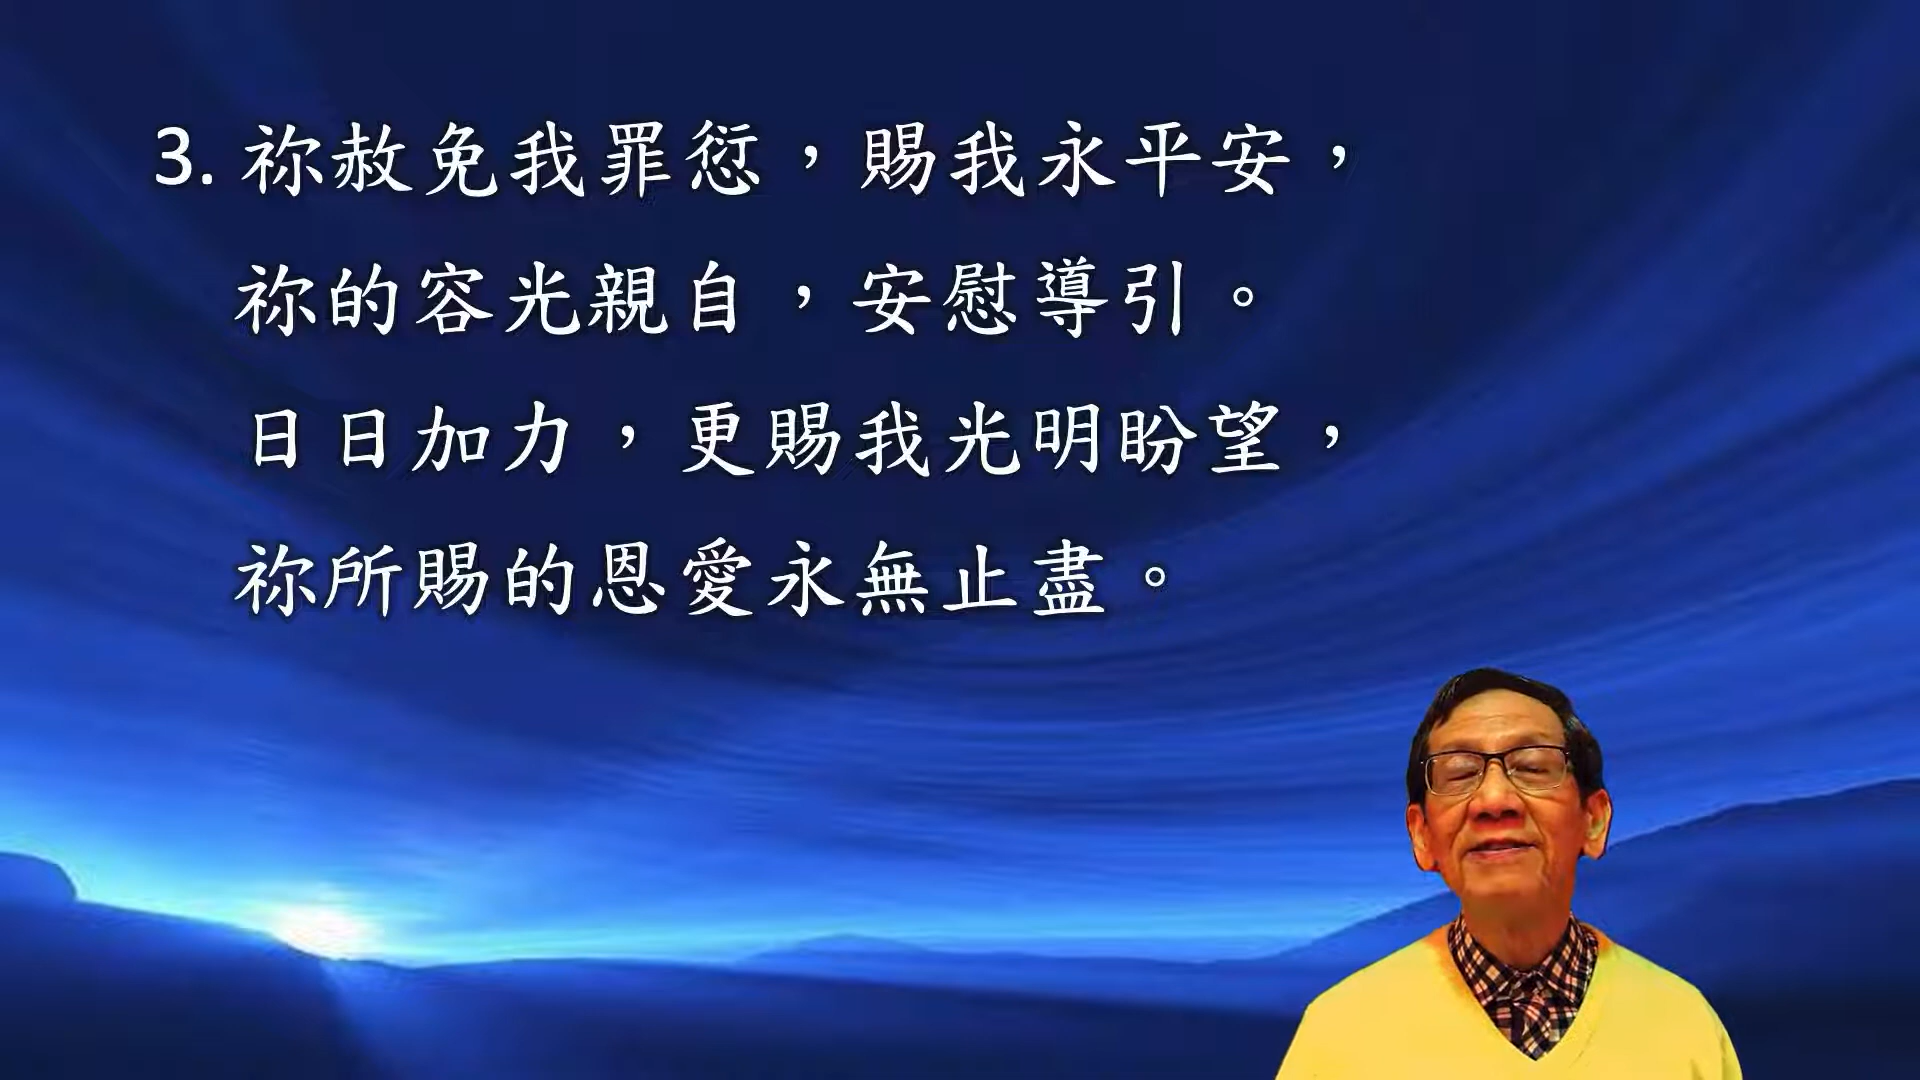 3. 祢赦免我罪愆，賜我永平安，
祢的容光親自，安慰導引。
日日加力，更賜我光明盼望，
祢所賜的恩愛永無止盡。